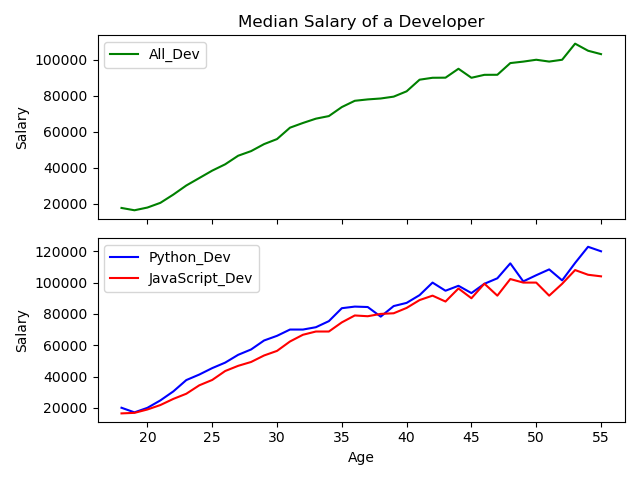 Median Salary of a Developer
All_Dev
100000
80000
60000
40000
20000
Salary
Python_Dev
JavaScript_Dev
120000
100000
80000
60000
40000
20000
Salary
20 25 30 35 40 45 50 55
Age